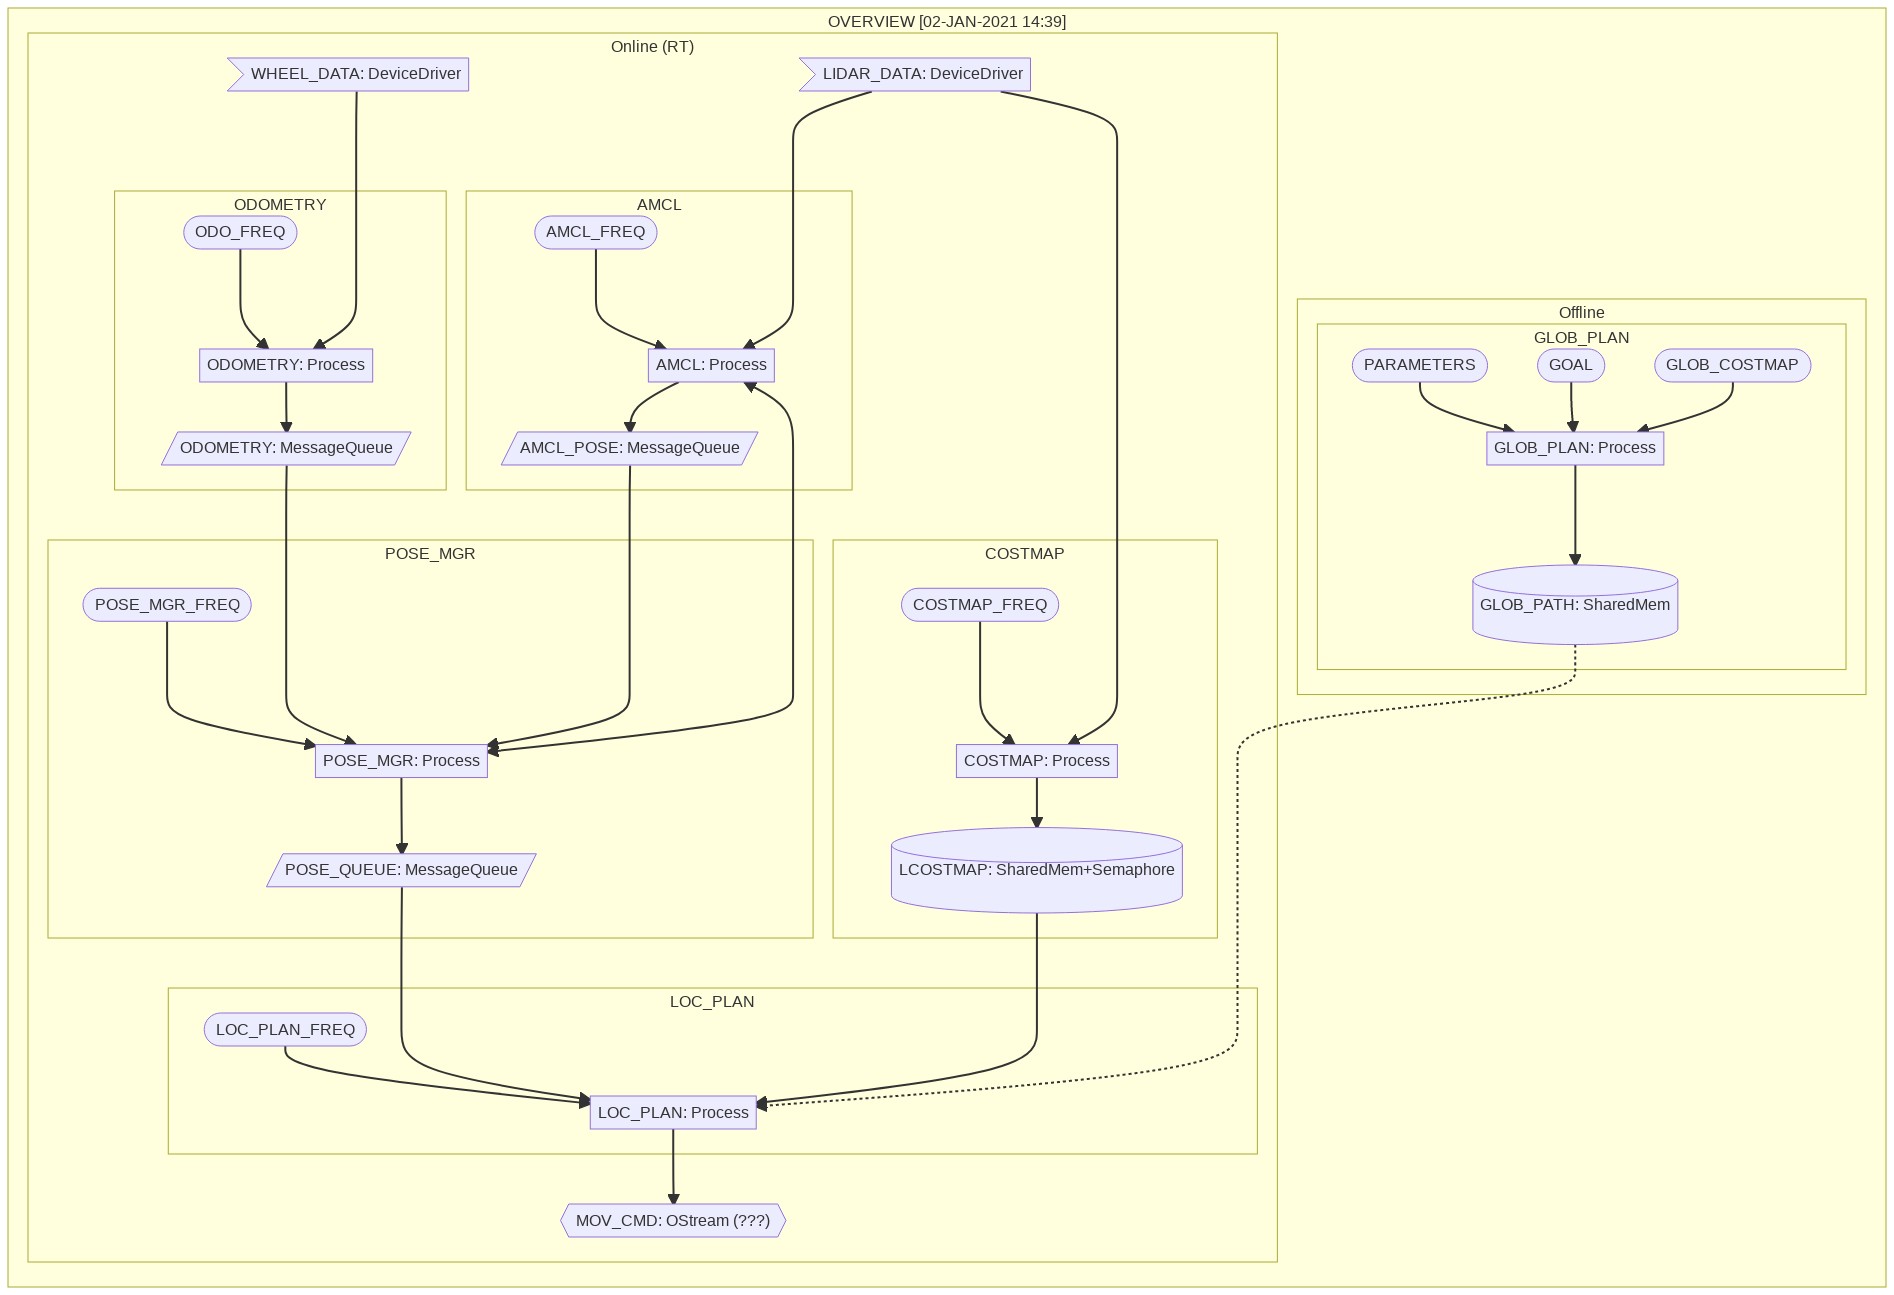 OVERVIEW [02-JAN-2021 14:39]
Online (RT)
WHEEL_DATA: DeviceDriver
LIDAR_DATA: DeviceDriver
ODOMETRY
ODO_FREQ
ODOMETRY: Process
ODOMETRY: MessageQueue
AMCL
AMCL_FREQ
AMCL: Process
AMCL_POSE: MessageQueue
POSE_MGR
POSE_MGR_FREQ
POSE_MGR: Process
POSE_QUEUE: MessageQueue
COSTMAP
COSTMAP_FREQ
COSTMAP: Process
LCOSTMAP: SharedMem+Semaphore
LOC_PLAN
LOC_PLAN_FREQ
LOC_PLAN: Process
MOV_CMD: OStream (???)
Offline
GLOB_PLAN
PARAMETERS
GOAL
GLOB_COSTMAP
GLOB_PLAN: Process
GLOB_PATH: SharedMem